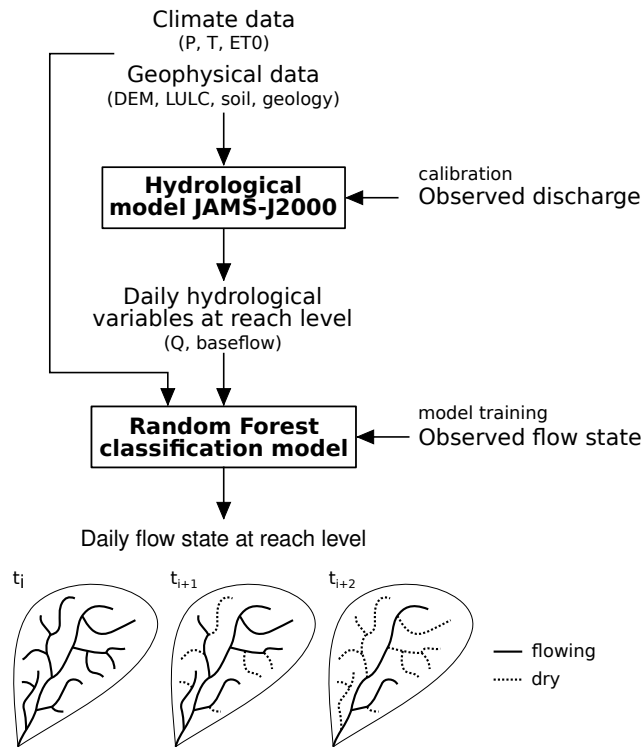 Climate data
(P, T, ET0)
Geophysical data
(DEM, LULC, soil, geology)
Hydrological
model JAMS-J2000
calibration
Observed discharge
Daily hydrological
variables at reach level
(Q, baseflow)
Random Forest
classification model
model training
Observed flow state
Daily flow state at reach level
ti
ti+1
ti+2
flowing
dry